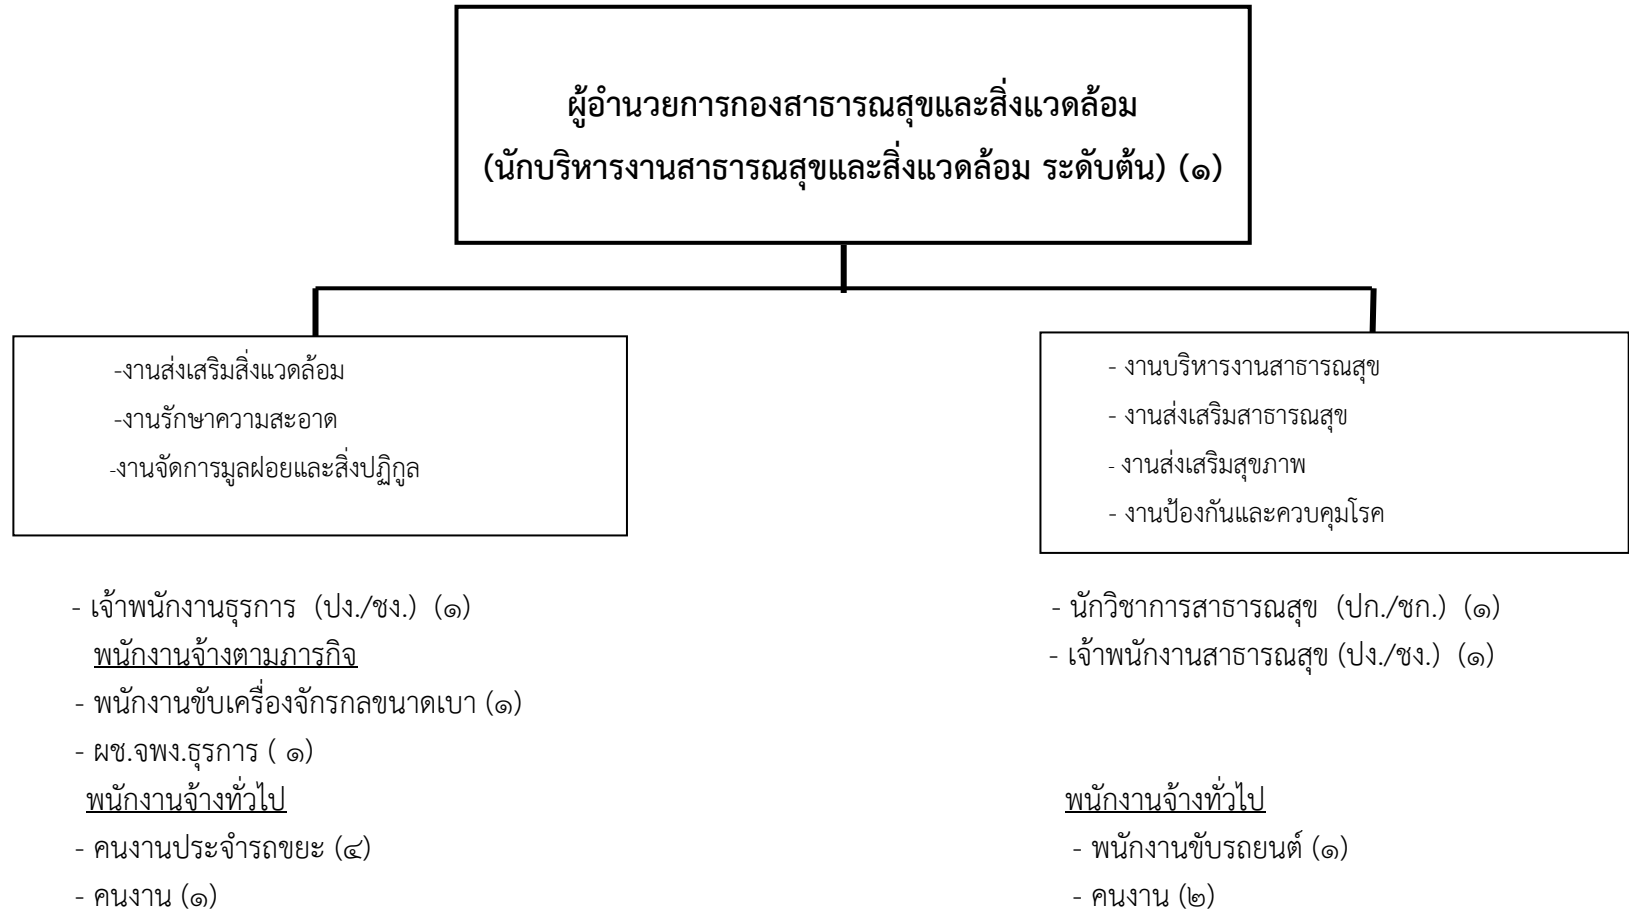 ผู้อำนวยการกองสาธารณสุขและสิ่งแวดล้อม
(นักบริหารงานสาธารณสุขและสิ่งแวดล้อม ระดับต้น) (๑)
-งานส่งเสริมสิ่งแวดล้อม
-งานรักษาความสะอาด
-งานจัดการมูลฝอยและสิ่งปฏิกูล
- งานบริหารงานสาธารณสุข
- งานส่งเสริมสาธารณสุข
- งานส่งเสริมสุขภาพ
- งานป้องกันและควบคุมโรค
- เจ้าพนักงานธุรการ (ปง./ชง.) (๑)
พนักงานจ้างตามภารกิจ
- พนักงานขับเครื่องจักรกลขนาดเบา (๑)
- ผช.จพง.ธุรการ ( ๑)
พนักงานจ้างทั่วไป
- คนงานประจำรถขยะ (๔)
- คนงาน (๑)
- นักวิชาการสาธารณสุข (ปก./ชก.) (๑)
- เจ้าพนักงานสาธารณสุข (ปง./ชง.) (๑)
พนักงานจ้างทั่วไป
- พนักงานขับรถยนต์ (๑)
- คนงาน (๒)